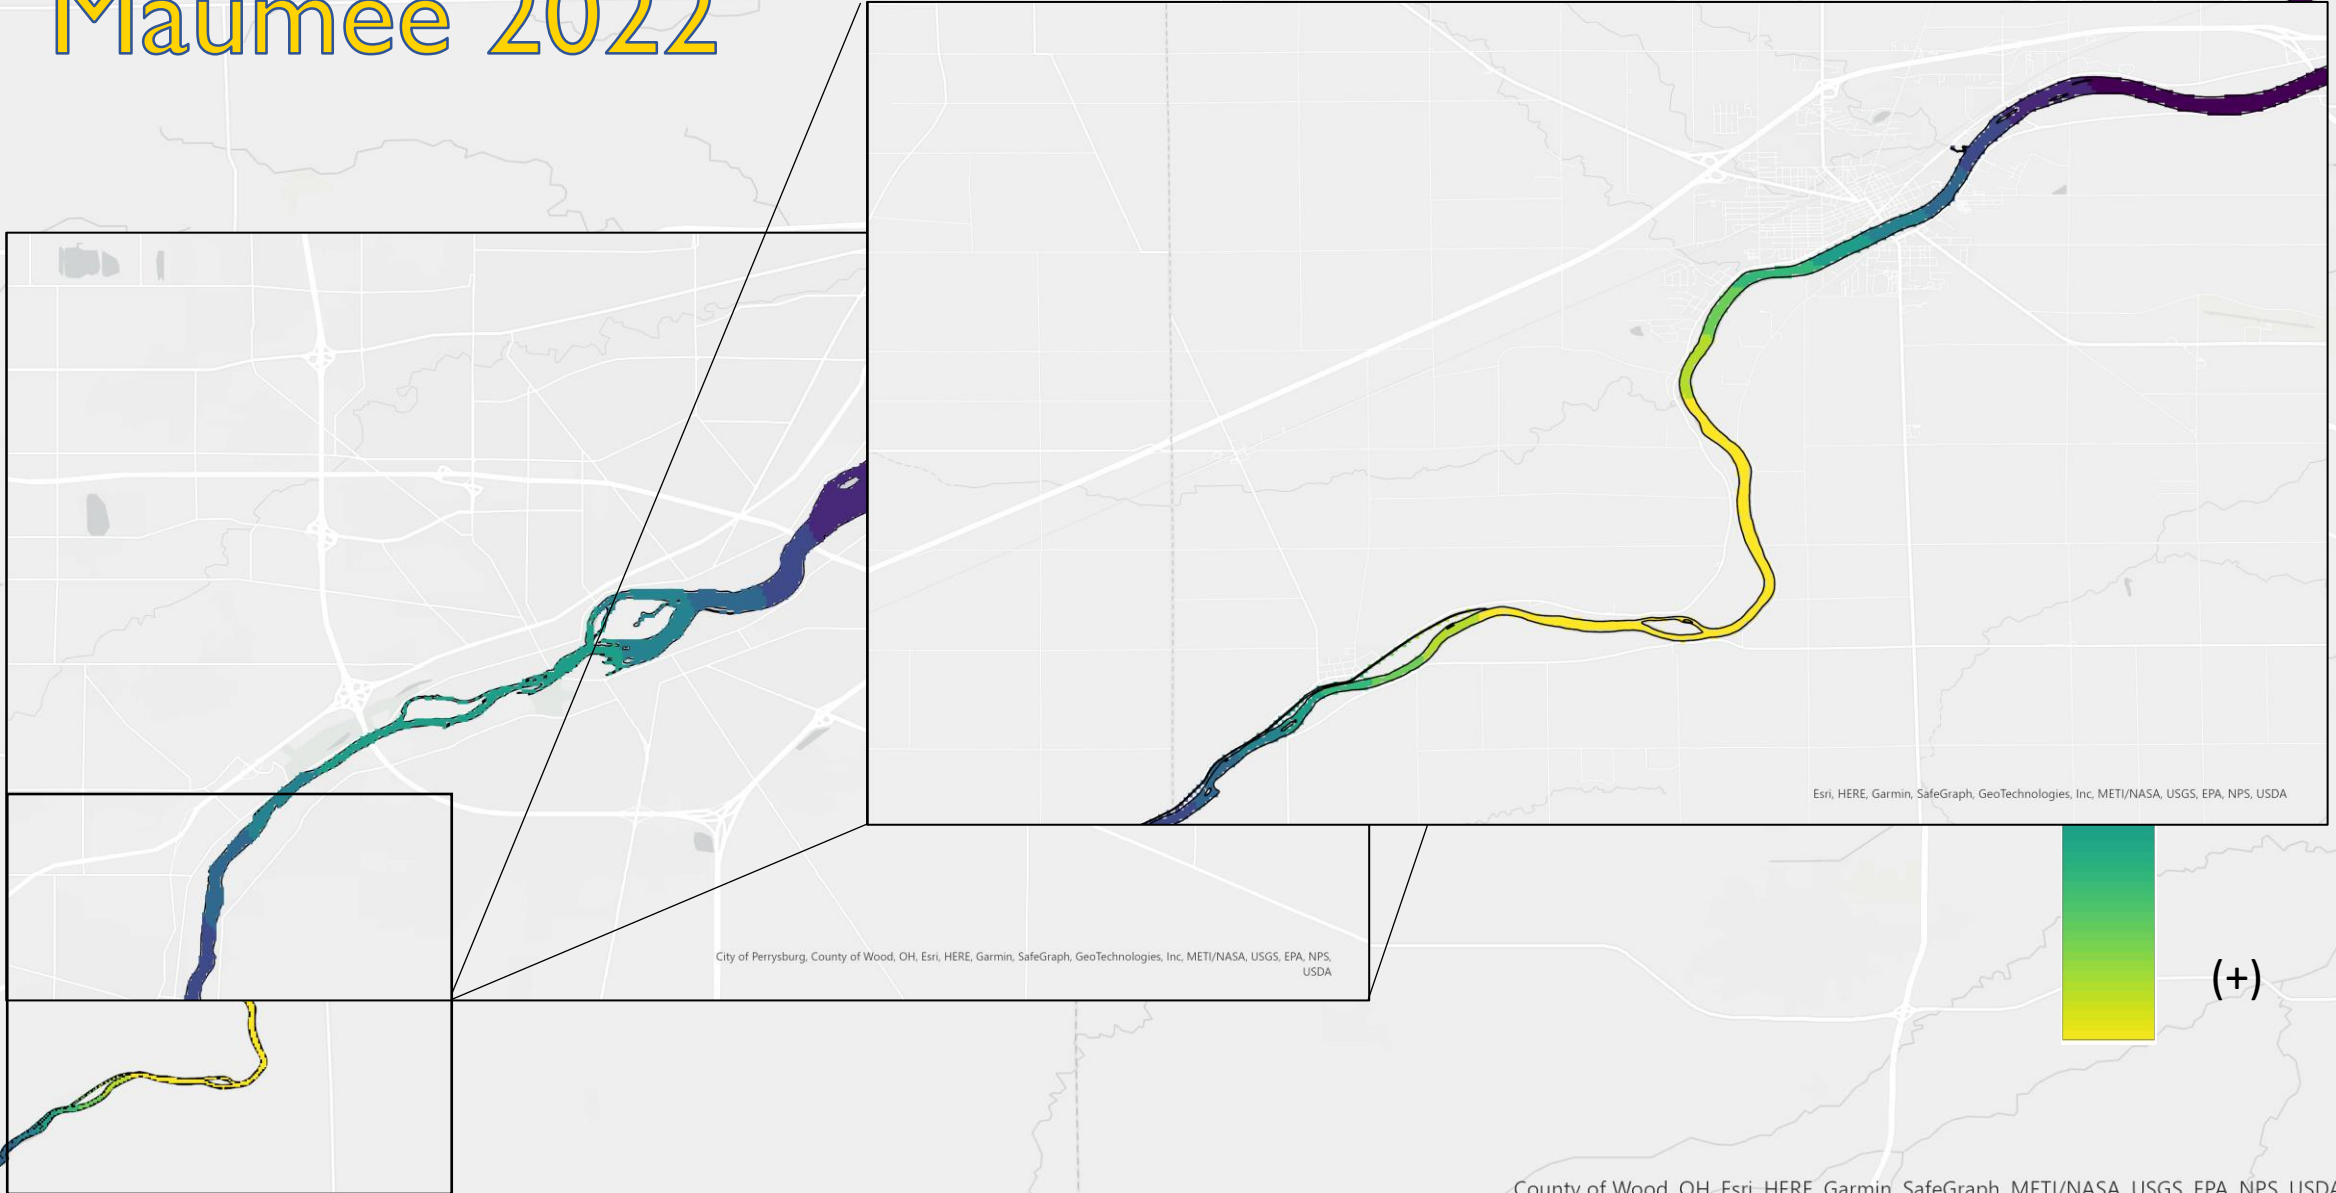 Maumee 2022
Esri, HERE, Garmin, SafeGraph, GeoTechnologies, Inc, METI/NASA, USGS, EPA, NPS, USDA
City of Perrysburg, County of Wood, OH, Esri, HERE, Garmin, SafeGraph, GeoTechnologies, Inc, METI/NASA, USGS, EPA, NPS,
USDA
(+)
County of Wood, OH, Esri, HERE, Garmin, SafeGraph, METI/NASA, USGS, EPA, NPS, USDA